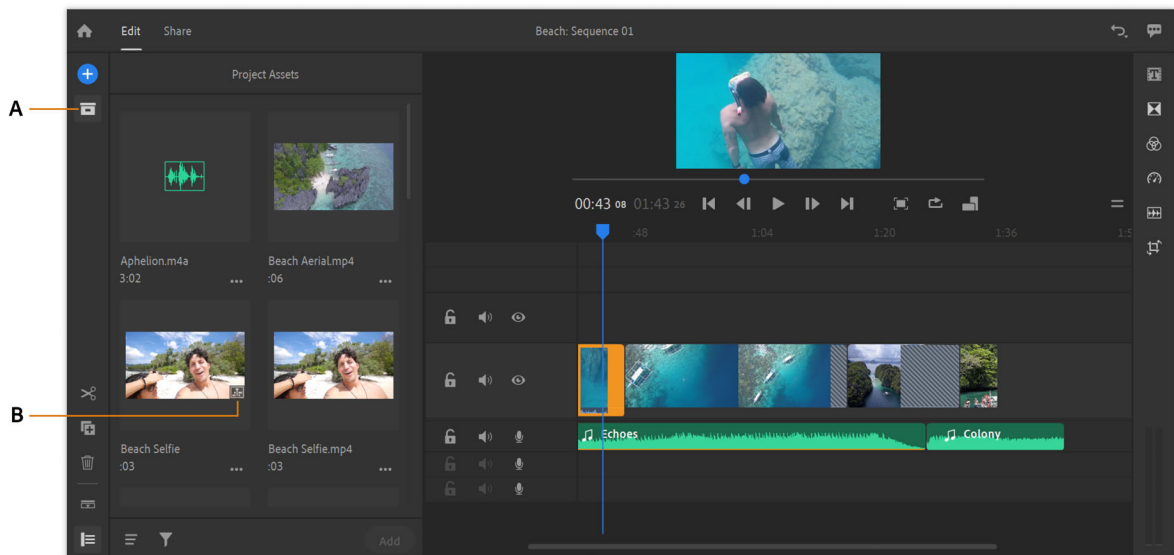 Edit Share Beach: Sequence 01
Project Assets
A
Aphelion.m4a
3:02
Beach Aerial.mp4
:06
B
Beach Selfie
:03
Beach Selfie.mp4
:03
Add
00:43 08 01:43 26
:48 1:04 1:20 1:36 1:5
Echoes
Colony